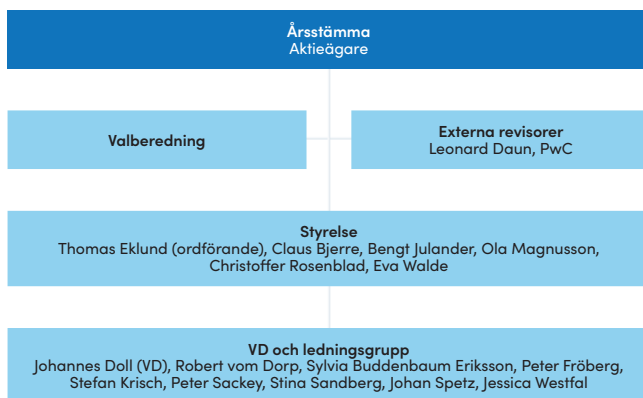 Årsstämma
Aktieägare
Valberedning
Externa revisorer
Leonard Daun, PwC
Styrelse
Thomas Eklund (ordförande), Claus Bjerre, Bengt Julander, Ola Magnusson,
Christoffer Rosenblad, Eva Walde
VD och ledningsgrupp
Johannes Doll (VD), Robert vom Dorp, Sylvia Buddenbaum Eriksson, Peter Fröberg,
Stefan Krisch, Peter Sackey, Stina Sandberg, Johan Spetz, Jessica Westfal